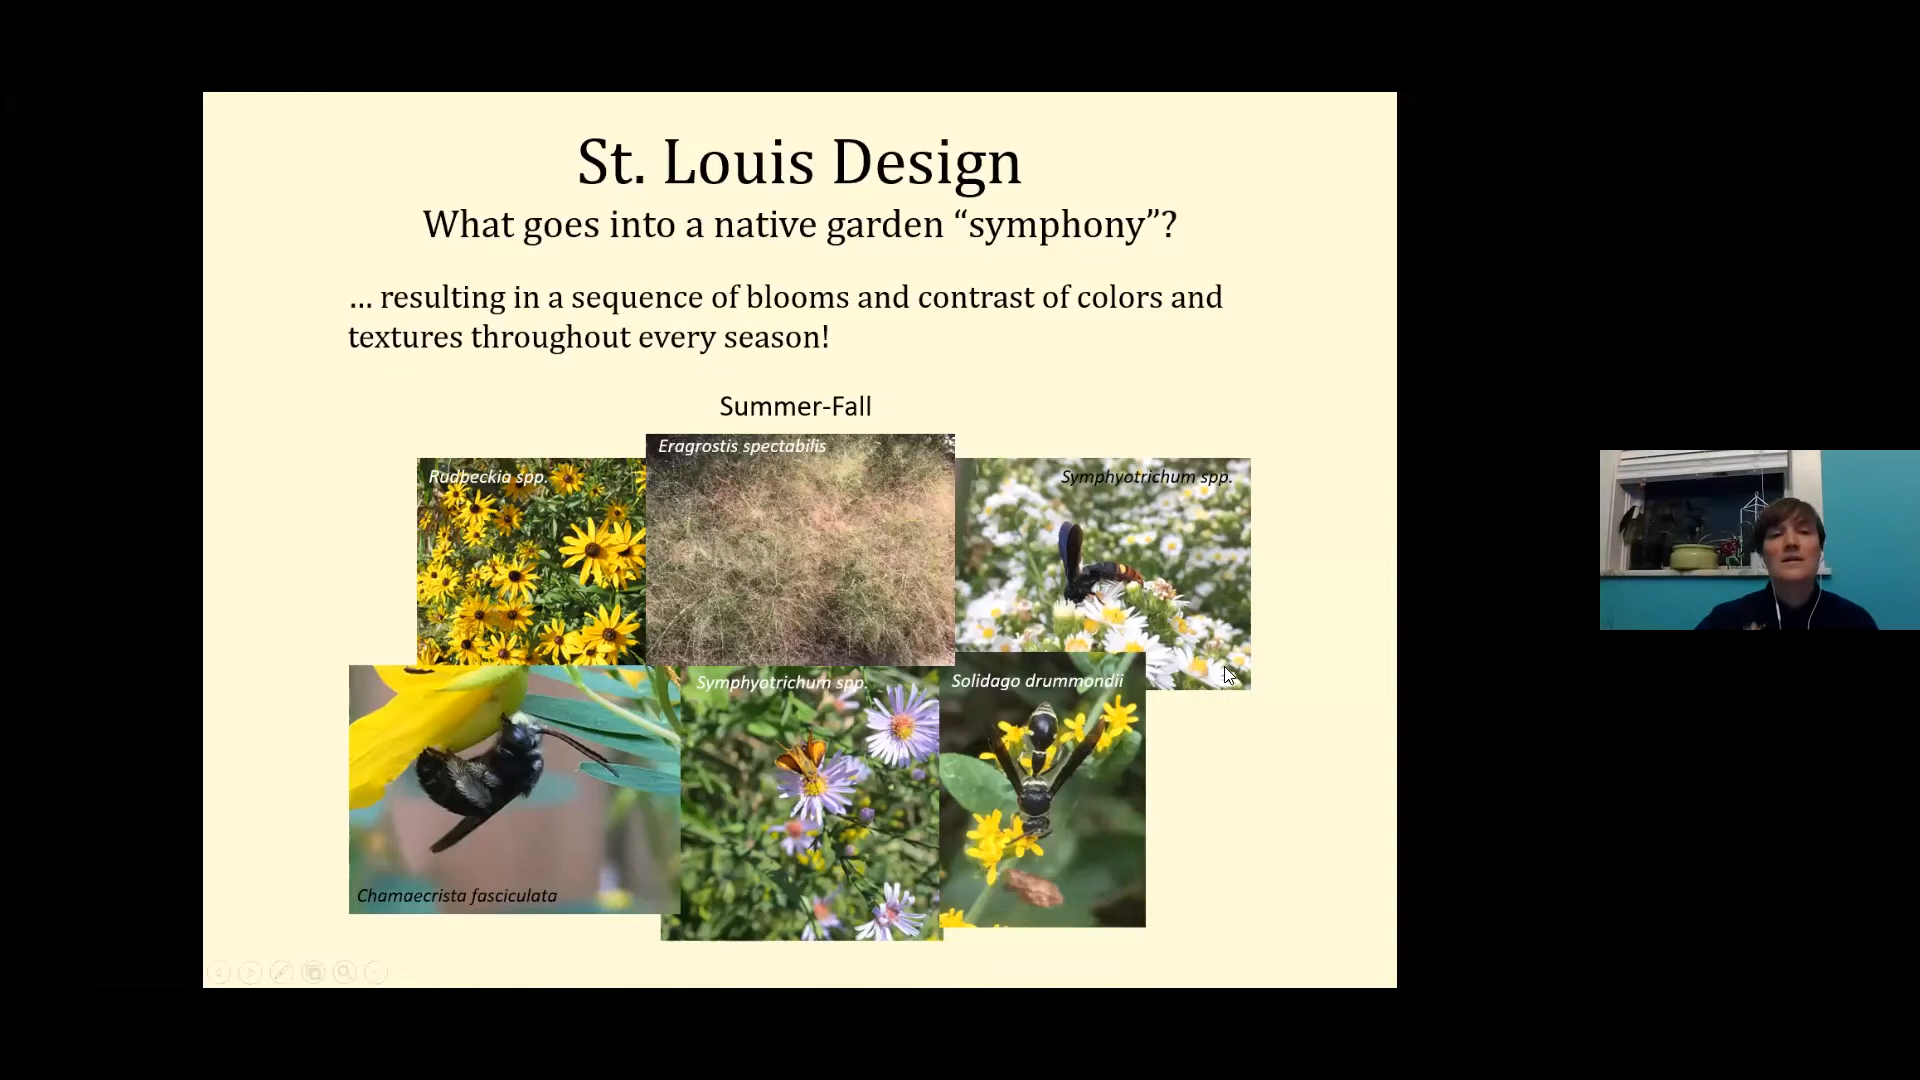 St. Louis Design
What goes into a native garden “symphony”?
... resulting in a sequence of blooms and contrast of colors and
textures throughout every season!
Summer-Fall
Eragrostis spectabilis
Rudbeckia spp.
Symphyotrichum spp.
Symphyotrichum spp.
Solidago drummondii
Chamaecrista fasciculata